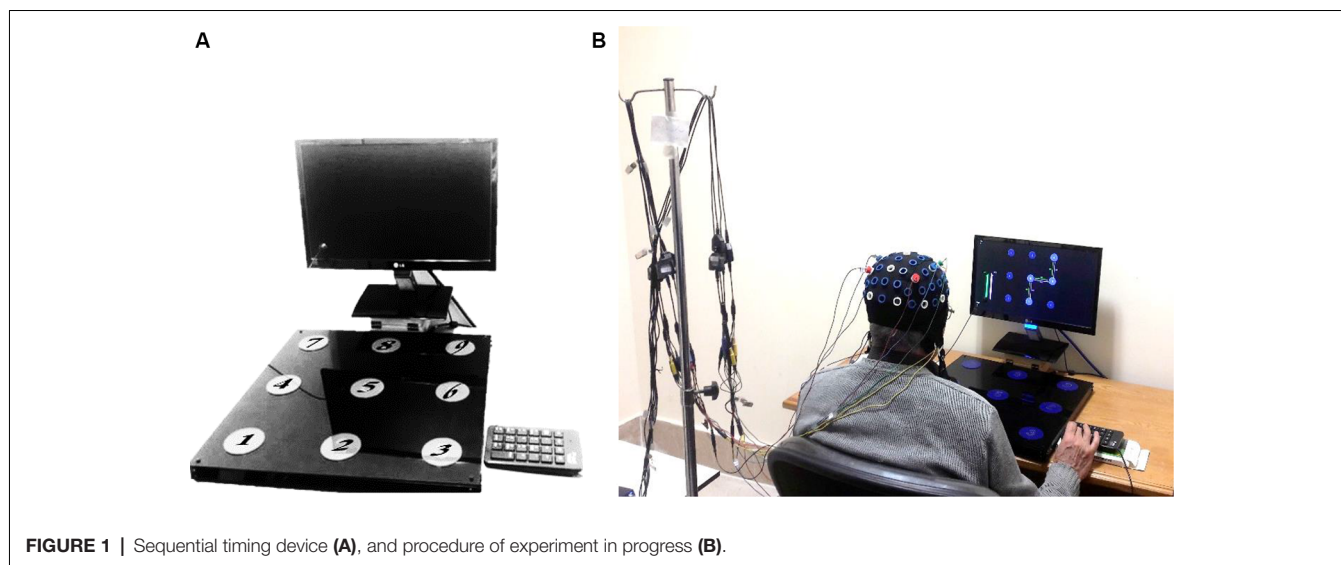 A
B
LG
7 8 9
4 5 6
1 2 3
FIGURE 1 | Sequential timing device (A), and procedure of experiment in progress (B).